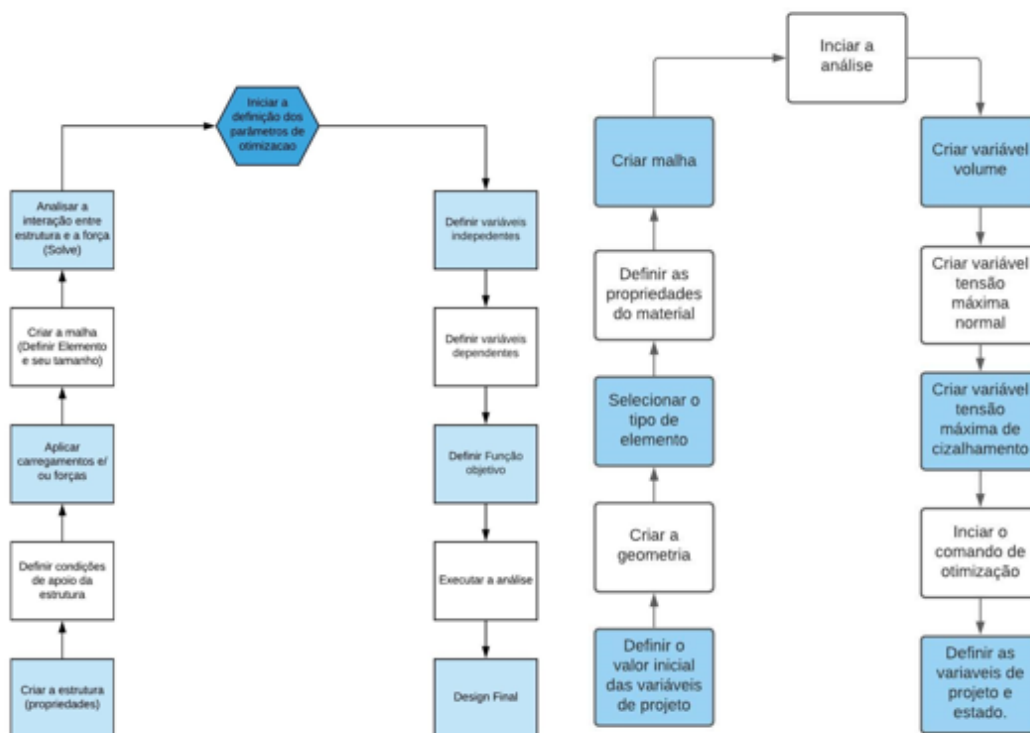 Iniciar a
definição dos
parâmetros de
otimizacao
Analisar a
interação entre
estrutura e a força
(Solve)
Criar a malha
(Definir Elemento
e seu tamanho)
Aplicar
carregamentos e/
ou forças
Definir condições
de apoio da
estrutura
Criar a estrutura
(propriedades)
Definir variáveis
indepedentes
Definir variáveis
dependentes
Definir Função
objetivo
Executar a análise
Design Final
Inciar a
análise
Criar malha
Definir as
propriedades
do material
Selecionar o
tipo de
elemento
Criar a
geometria
Definir o
valor inicial
das variáveis
de projeto
Criar variável
volume
Criar variável
tensão
máxima
normal
Criar variável
tensão
máxima de
cizalhamento
Inciar o
comando de
otimização
Definir as
variaveis de
projeto e
estado.